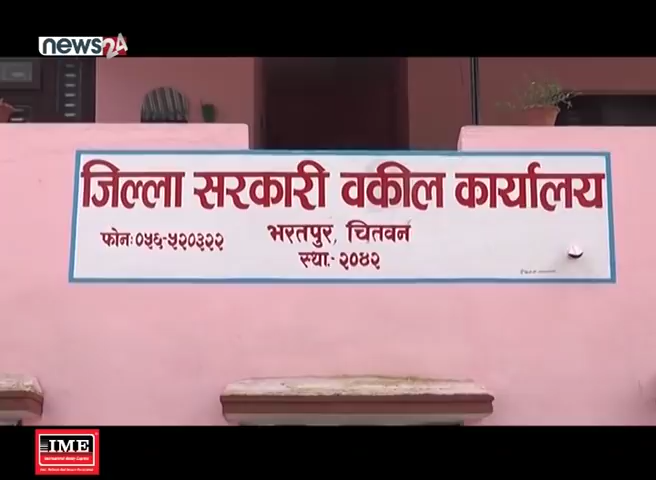 news24
जिल्ला सरकारी वकील कार्यालय
भरतपुर, चितवन
फोन: ०५६-५२०३२२
स्था.- २०४२
IME